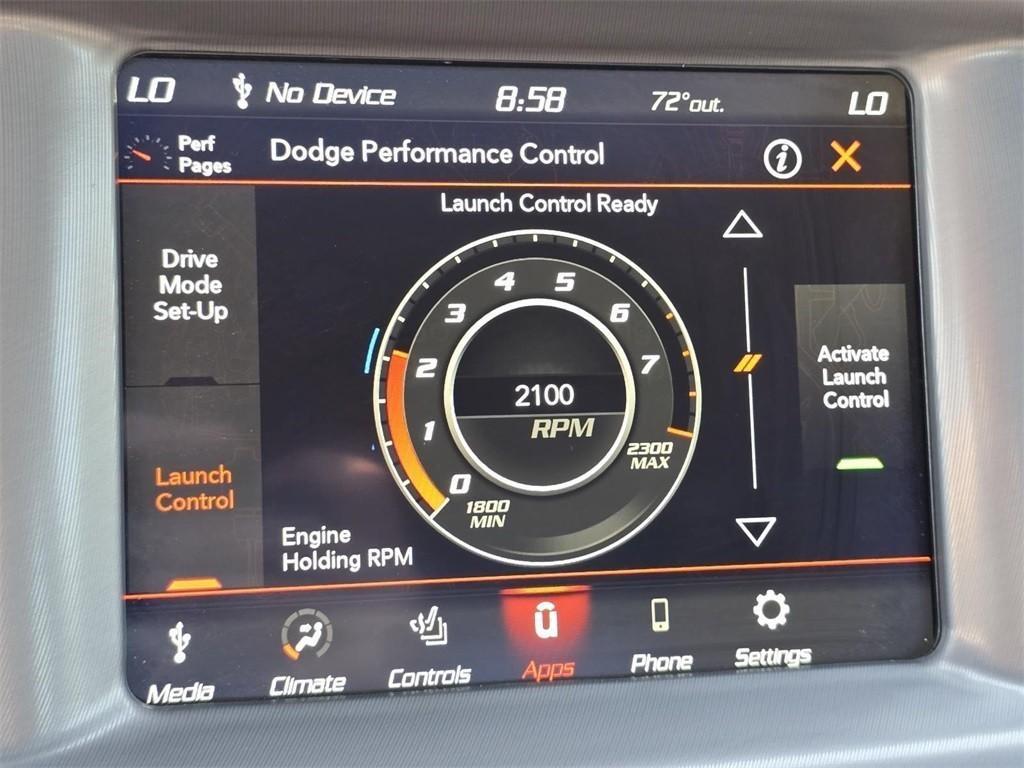 LO No Device 8:58 72°out. LO
Perf
Pages
Dodge Performance Control
i
X
Launch Control Ready
Drive
Mode
Set-Up
Launch
Control
0
1
2
3
4
5
6
7
2100
RPM
1800
MIN
2300
MAX
Engine
Holding RPM
Activate
Launch
Control
Media
Climate
Controls
û
Apps
Phone
Settings